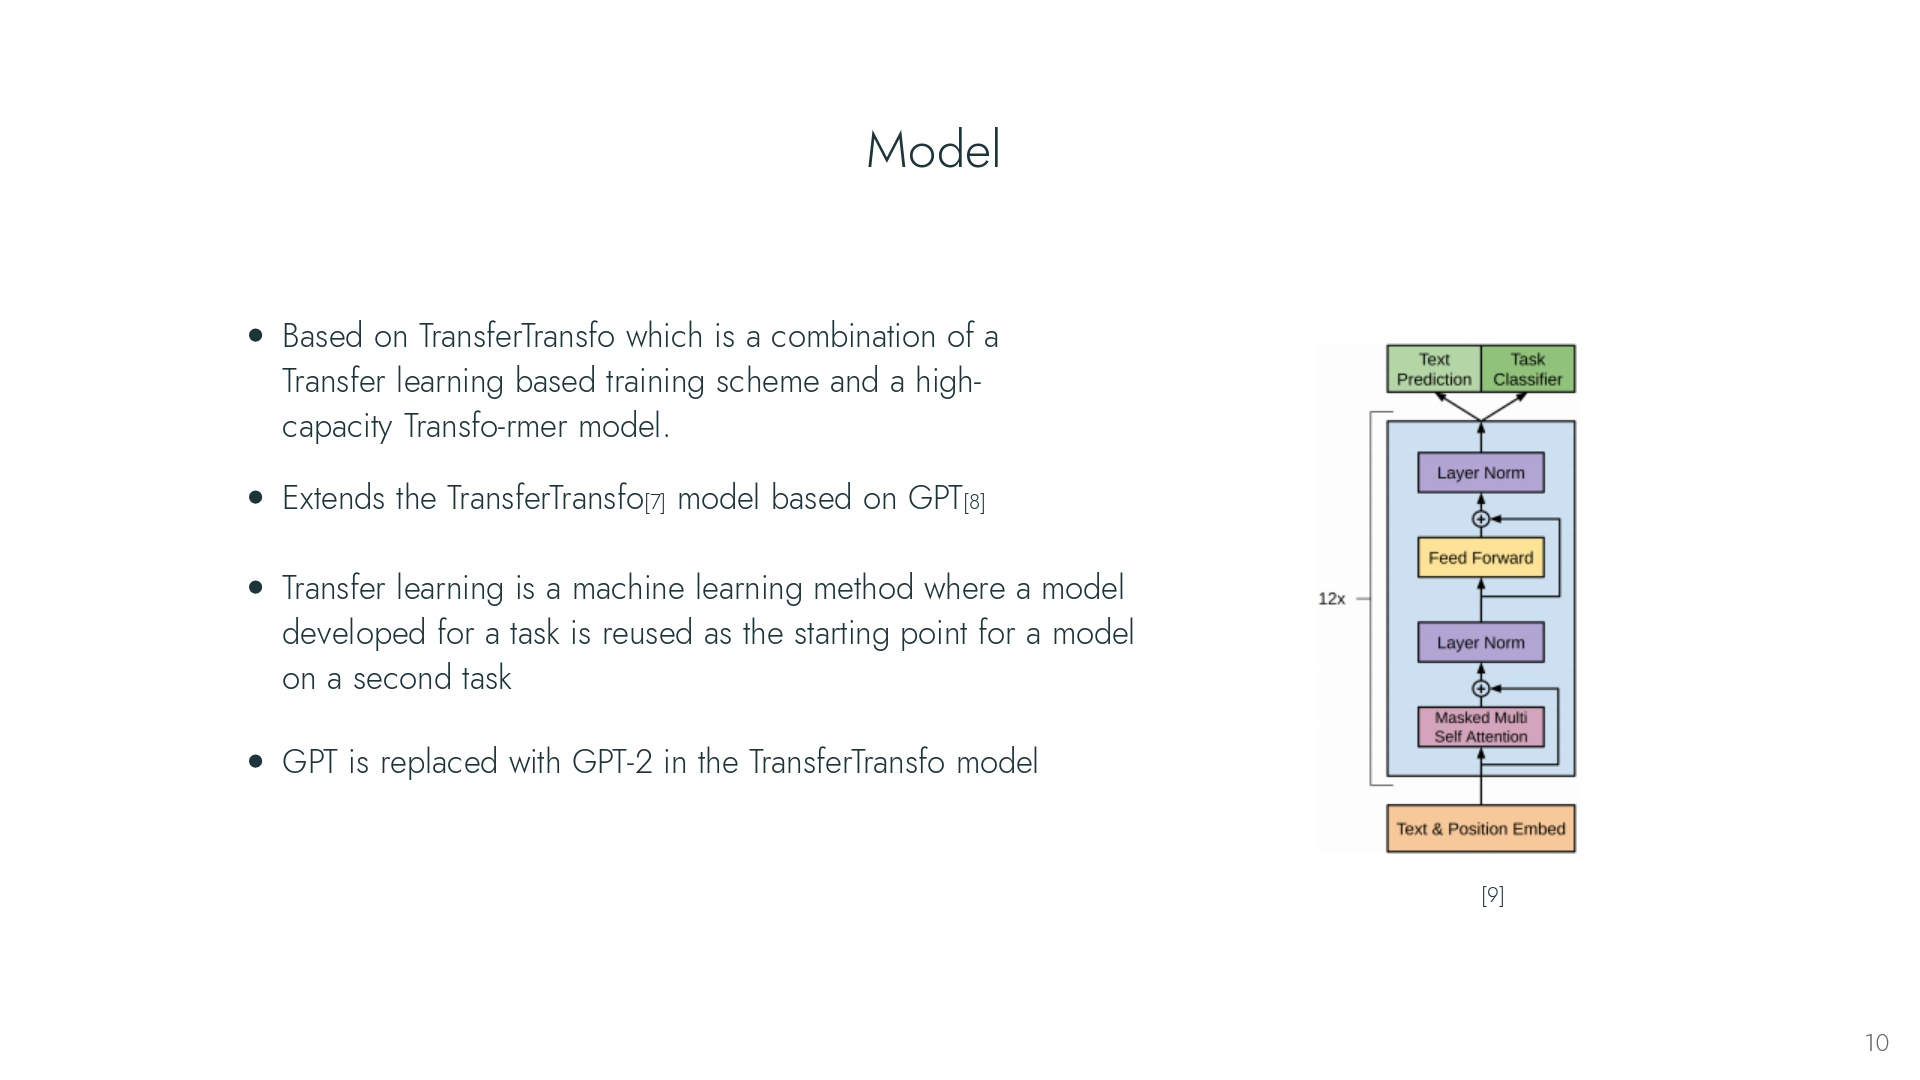 Model
• Based on TransferTransfo which is a combination of a
Transfer learning based training scheme and a high-
capacity Transfo-rmer model.
• Extends the TransferTransfo[7] model based on GPT[8]
• Transfer learning is a machine learning method where a model
developed for a task is reused as the starting point for a model
on a second task
• GPT is replaced with GPT-2 in the TransferTransfo model
Text
Prediction
Task
Classifier
Layer Norm
Feed Forward
12x
Layer Norm
Masked Multi
Self Attention
Text & Position Embed
[9]
10